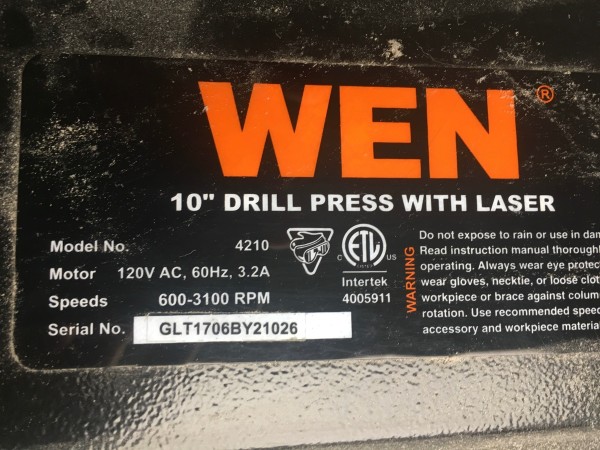 WEN®
10" DRILL PRESS WITH LASER
Model No. 4210
Motor 120V AC, 60Hz, 3.2A
Speeds 600-3100 RPM
Serial No. GLT1706BY21026
C ETL US
LISTED
Intertek
4005911
WARNING
Do not expose to rain or use in
Read instruction manual
operating. Always wear eye
wear gloves, necktie, or loose
workpiece or brace against
rotation. Use recommended
accessory and workpiece